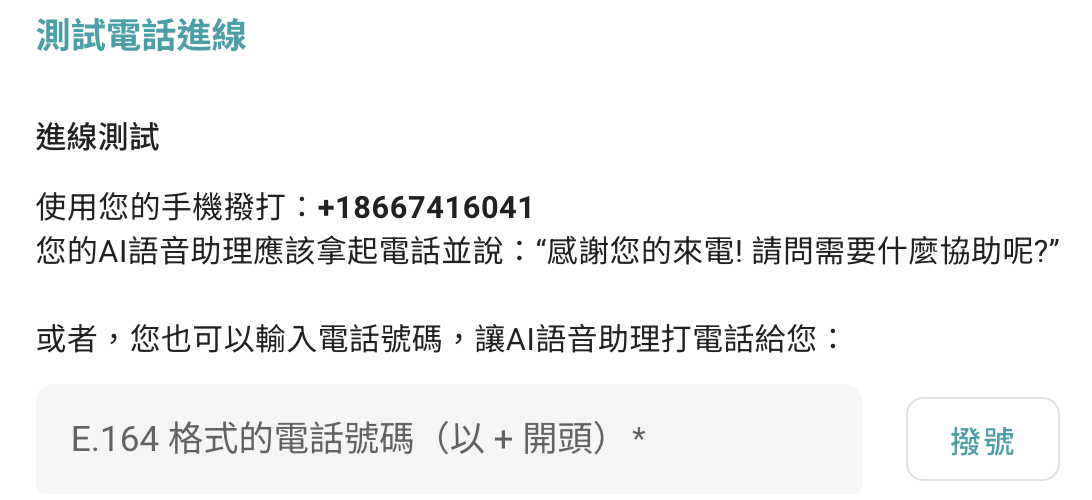 測試電話進線
進線測試
使用您的手機撥打：+18667416041
您的AI語音助理應該拿起電話並說：“感謝您的來電! 請問需要什麼協助呢?”
或者，您也可以輸入電話號碼，讓AI語音助理打電話給您：
E.164 格式的電話號碼（以 + 開頭） *
撥號